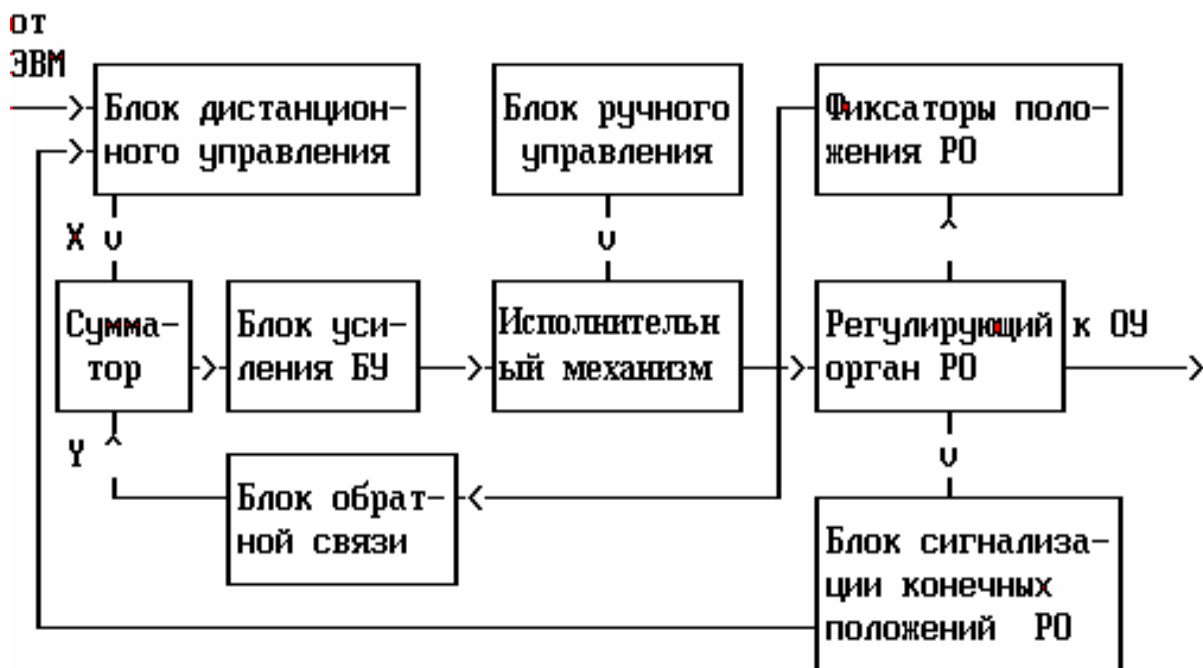 от
ЭВМ
Блок дистанцион-
ного управления
Блок ручного
управления
Фиксаторы поло-
жения РО
X
Сумма-
тор
Блок уси-
ления БУ
Исполнительн
ый механизм
Регулирующий к ОУ
орган РО
Y
Блок обрат-
ной связи
Блок сигнализа-
ции конечных
положений РО